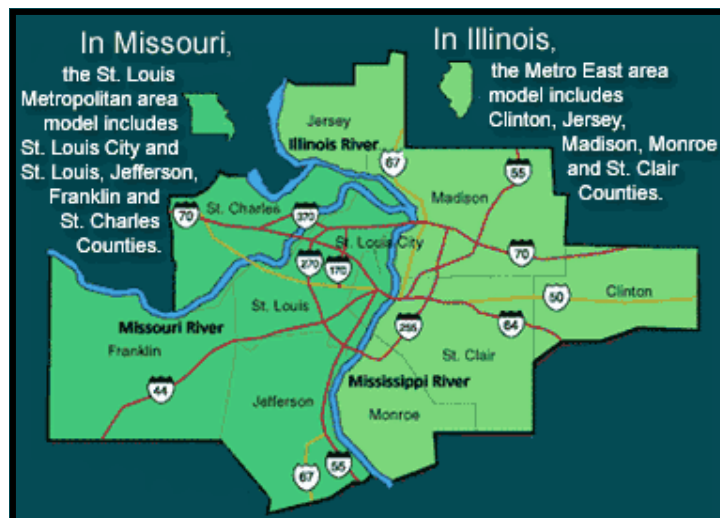 In Missouri,
the St. Louis
Metropolitan area
model includes
St. Louis City and
St. Louis, Jefferson,
Franklin and
St. Charles
Counties.
In Illinois,
the Metro East area
model includes
Clinton, Jersey,
Madison, Monroe
and St. Clair
Counties.
Jersey
Illinois River
67
55
Madison
St. Charles
70
370
St. Louis City
270
170
70
50
Clinton
St. Louis
Missouri River
255
64
Franklin
St. Clair
44
Mississippi River
Jefferson
Monroe
55
67